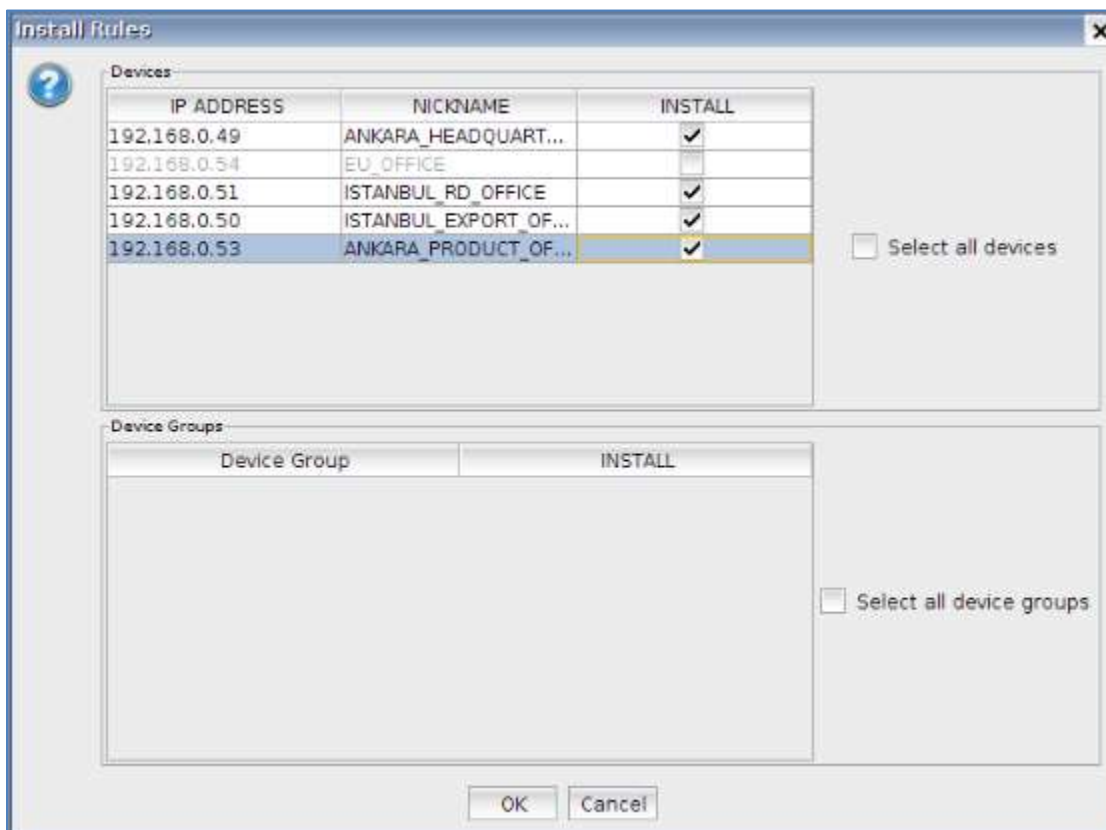 Install Rules
Devices
IP ADDRESS NICKNAME INSTALL
192.168.0.49 ANKARA_HEADQUART...
192.168.0.54 EU_OFFICE
192.168.0.51 ISTANBUL_RD_OFFICE
192.168.0.50 ISTANBUL_EXPORT_OF...
192.168.0.53 ANKARA_PRODUCT_OF...
Select all devices
Device Groups
Device Group INSTALL
Select all device groups
OK Cancel